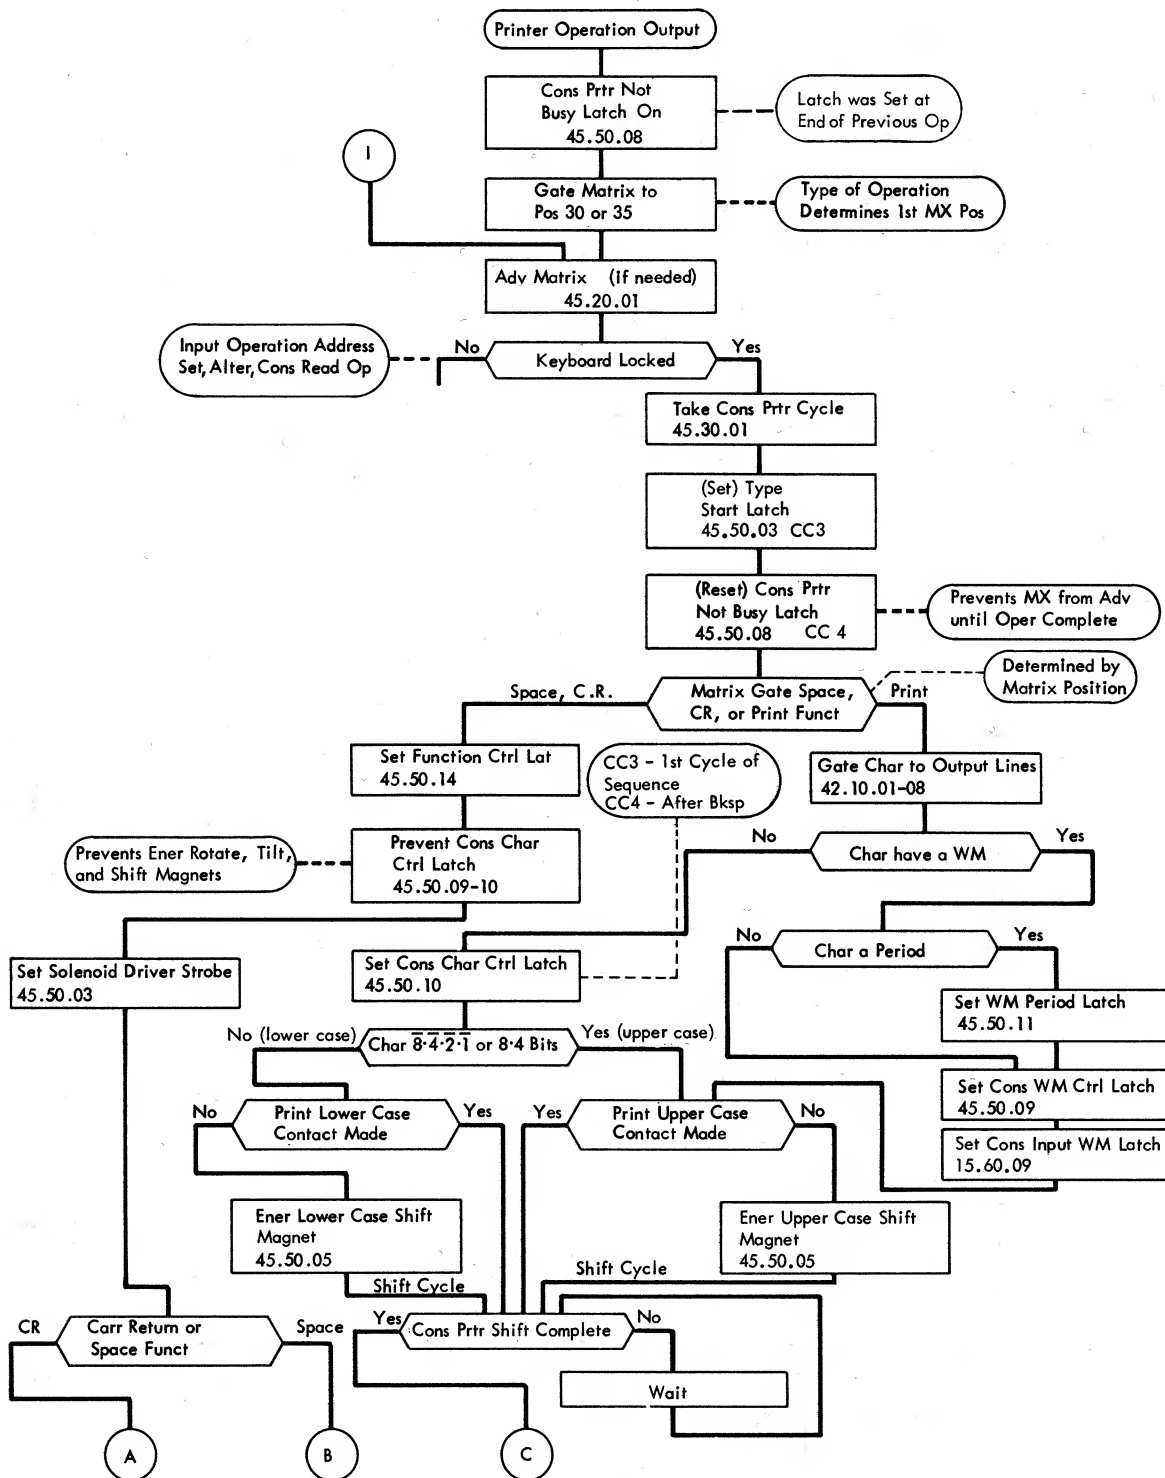 Printer Operation Output
Cons Prtr Not
Busy Latch On
45.50.08
Latch was Set at
End of Previous Op
I
Gate Matrix to
Pos 30 or 35
Type of Operation
Determines 1st MX Pos
Adv Matrix (if needed)
45.20.01
Input Operation Address
Set, Alter, Cons Read Op
No
Keyboard Locked
Yes
Take Cons Prtr Cycle
45.30.01
(Set) Type
Start Latch
45.50.03 CC3
(Reset) Cons Prtr
Not Busy Latch
45.50.08 CC 4
Prevents MX from Adv
until Oper Complete
Determined by
Matrix Position
Space, C.R.
Matrix Gate Space,
CR, or Print Funct
Print
Set Function Ctrl Lat
45.50.14
CC3 - 1st Cycle of
Sequence
CC4 - After Bksp
Gate Char to Output Lines
42.10.01-08
Prevents Ener Rotate, Tilt,
and Shift Magnets
Prevent Cons Char
Ctrl Latch
45.50.09-10
No
Char have a WM
Yes
No
Char a Period
Yes
Set Solenoid Driver Strobe
45.50.03
Set Cons Char Ctrl Latch
45.50.10
Set WM Period Latch
45.50.11
No (lower case)
Char 8̅·4̅·2̅·1̅ or 8·4 Bits
Yes (upper case)
Set Cons WM Ctrl Latch
45.50.09
No
Print Lower Case
Contact Made
Yes
Yes
Print Upper Case
Contact Made
No
Set Cons Input WM Latch
15.60.09
Ener Lower Case Shift
Magnet
45.50.05
Ener Upper Case Shift
Magnet
45.50.05
Shift Cycle
Shift Cycle
CR
Carr Return or
Space Funct
Space
Yes
Cons Prtr Shift Complete
No
Wait
A
B
C